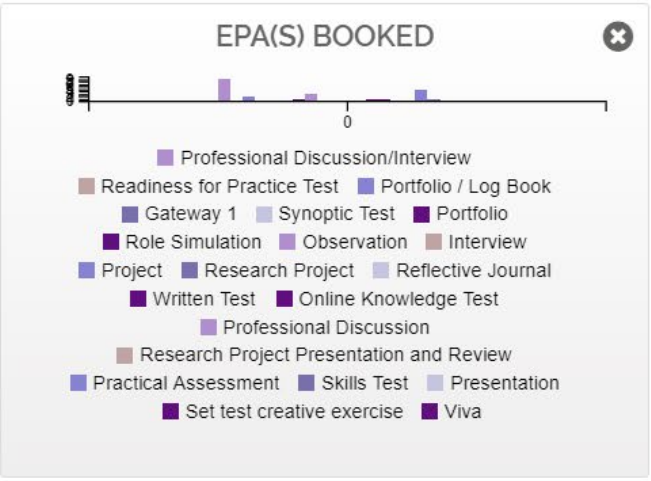 EPA(S) BOOKED
0
Professional Discussion/Interview
Readiness for Practice Test Portfolio / Log Book
Gateway 1 Synoptic Test Portfolio
Role Simulation Observation Interview
Project Research Project Reflective Journal
Written Test Online Knowledge Test
Professional Discussion
Research Project Presentation and Review
Practical Assessment Skills Test Presentation
Set test creative exercise Viva